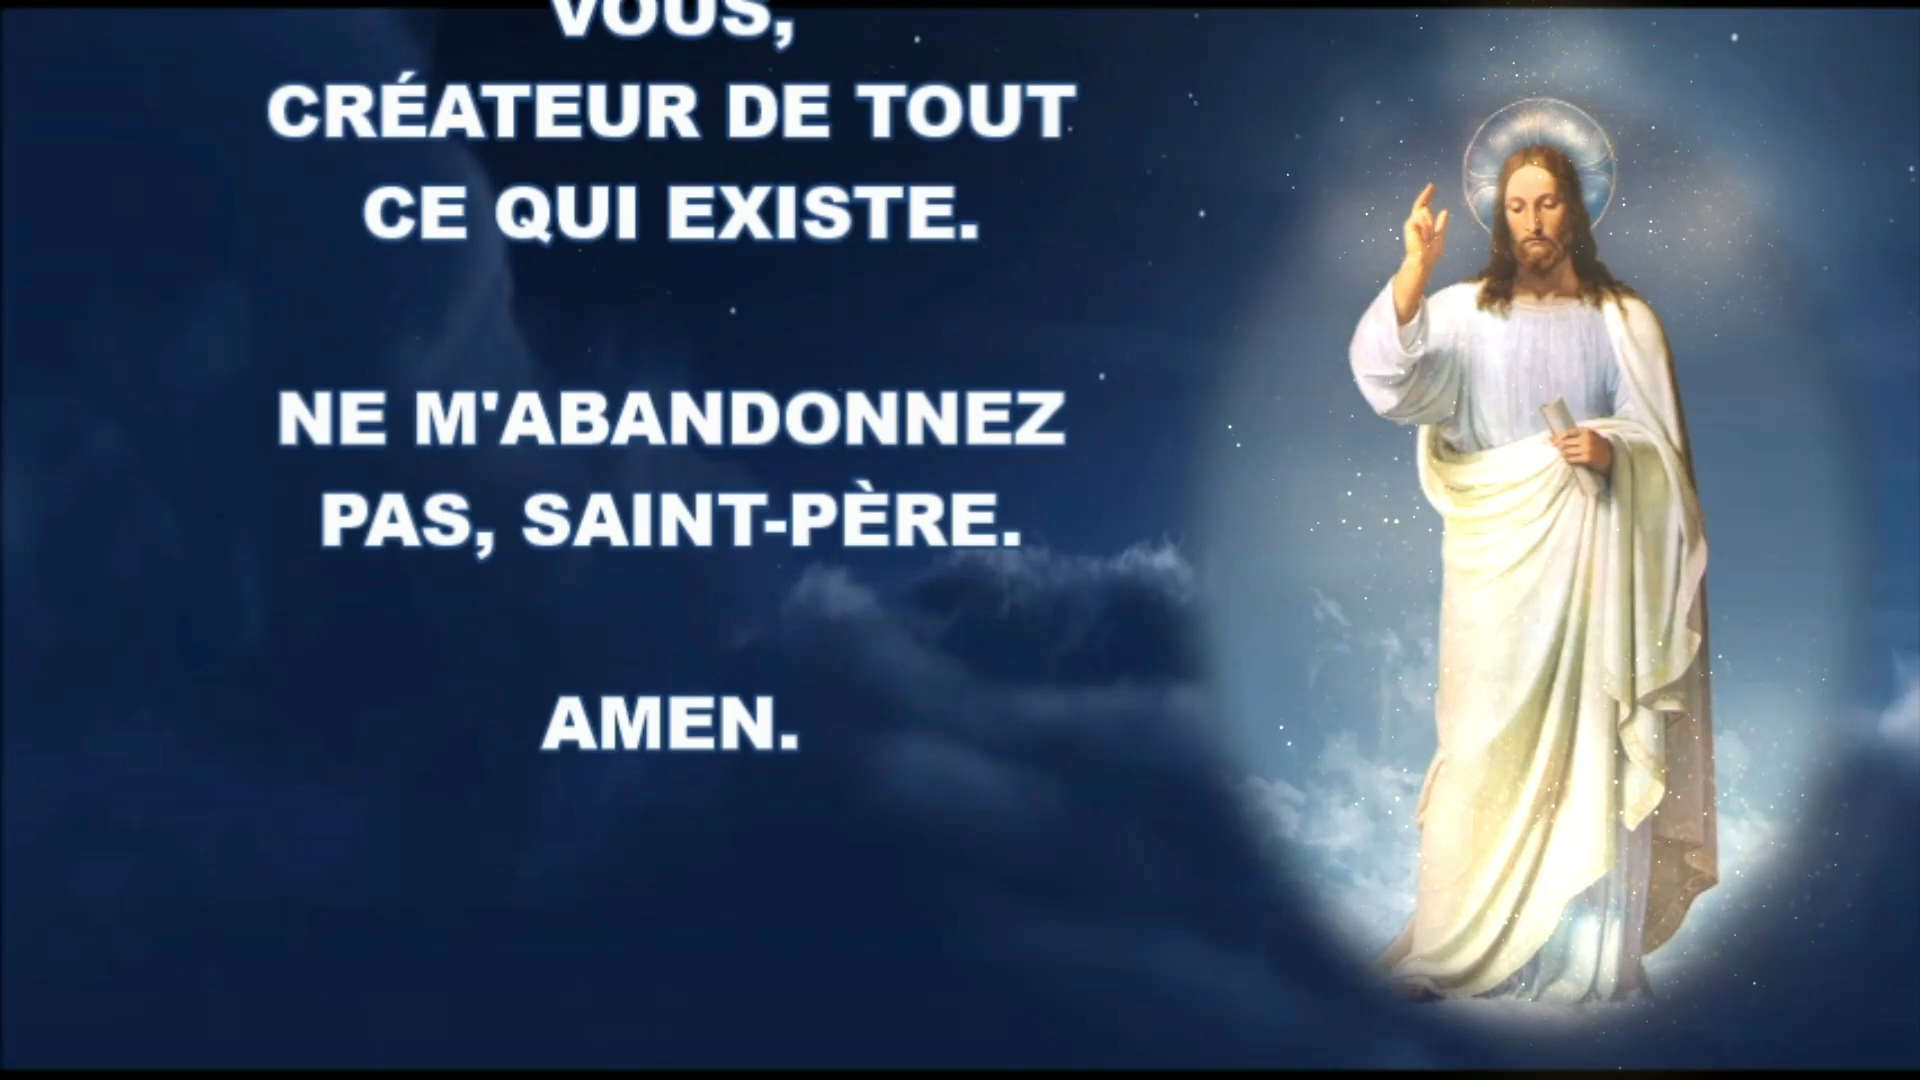 VOUS,
CRÉATEUR DE TOUT
CE QUI EXISTE.
NE M'ABANDONNEZ
PAS, SAINT-PÈRE.
AMEN.